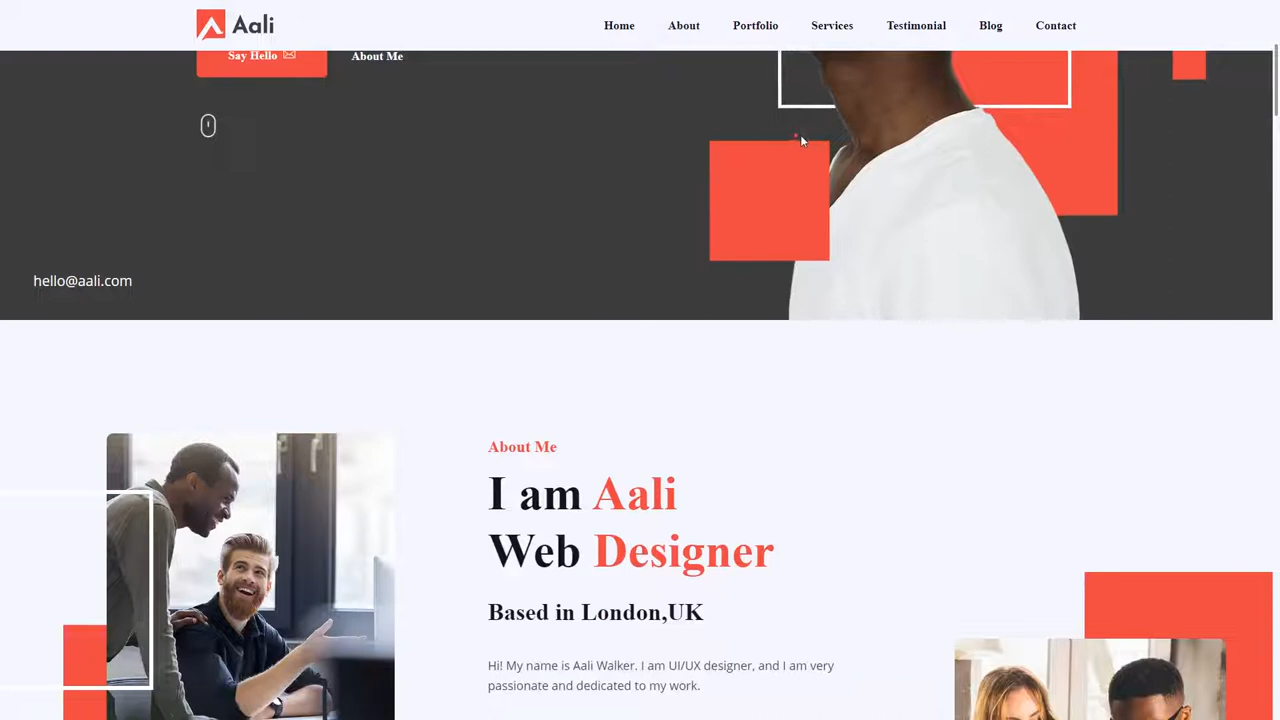 Aali
Home About Portfolio Services Testimonial Blog Contact
Say Hello About Me
hello@aali.com
About Me
I am Aali
Web Designer
Based in London,UK
Hi! My name is Aali Walker. I am UI/UX designer, and I am very
passionate and dedicated to my work.